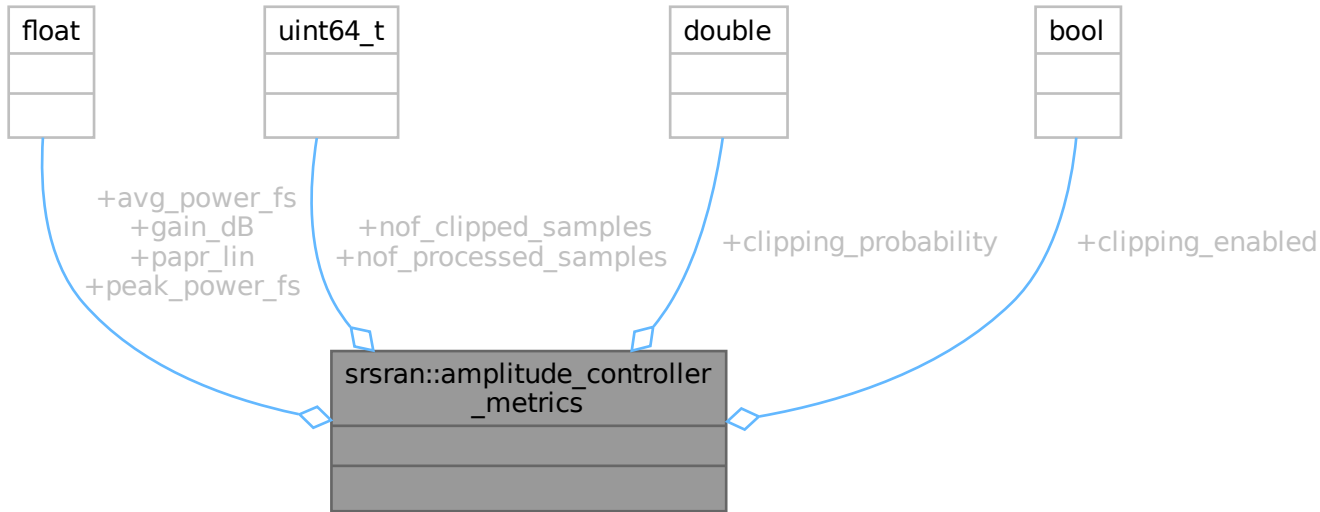 float
uint64_t
double
bool
+avg_power_fs
+gain_dB
+papr_lin
+peak_power_fs
+nof_clipped_samples
+nof_processed_samples
+clipping_probability
+clipping_enabled
srsran::amplitude_controller
_metrics